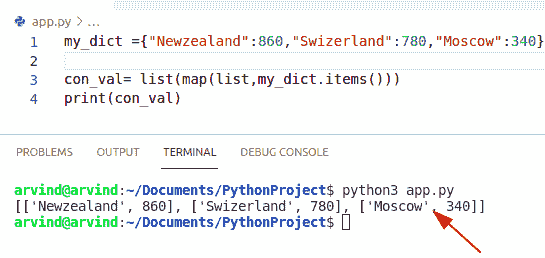 app.py > ...
1 my_dict ={"Newzealand":860,"Swizerland":780,"Moscow":340}
2
3 con_val= list(map(list,my_dict.items()))
4 print(con_val)
PROBLEMS OUTPUT TERMINAL DEBUG CONSOLE
arvind@arvind:~/Documents/PythonProject$ python3 app.py
[['Newzealand', 860], ['Swizerland', 780], ['Moscow', 340]]
arvind@arvind:~/Documents/PythonProject$